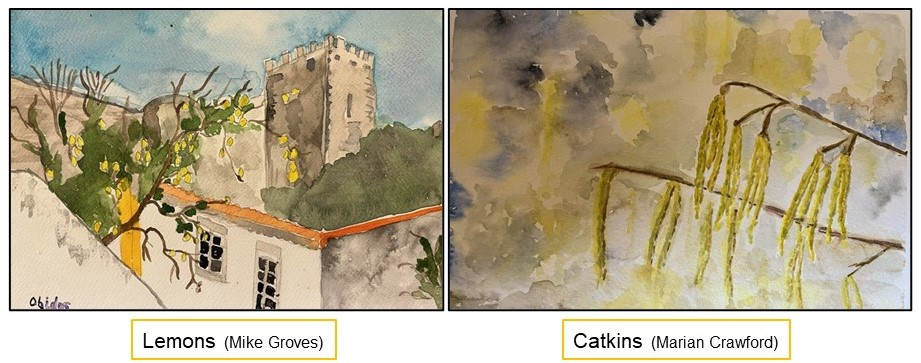 Obidos
Lemons (Mike Groves)
Catkins (Marian Crawford)